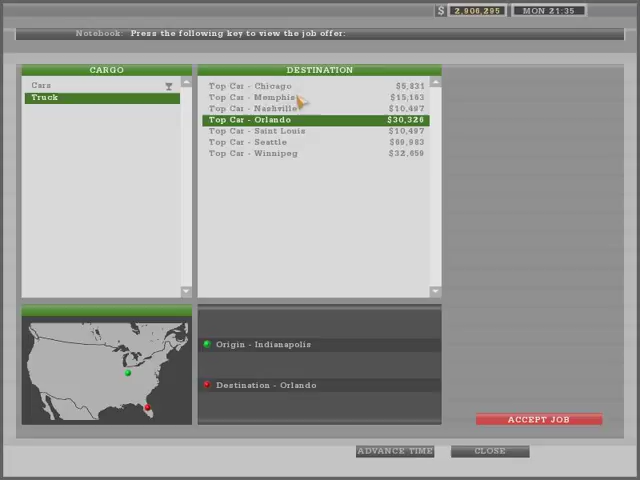 $ 2,906,295 MON 21:35
Notebook: Press the following key to view the job offer:
CARGO
Cars
Truck
DESTINATION
Top Car - Chicago $5,831
Top Car - Memphis $15,163
Top Car - Nashville $10,497
Top Car - Orlando $30,326
Top Car - Saint Louis $10,497
Top Car - Seattle $69,983
Top Car - Winnipeg $32,659
Origin - Indianapolis
Destination - Orlando
ACCEPT JOB
ADVANCE TIME CLOSE